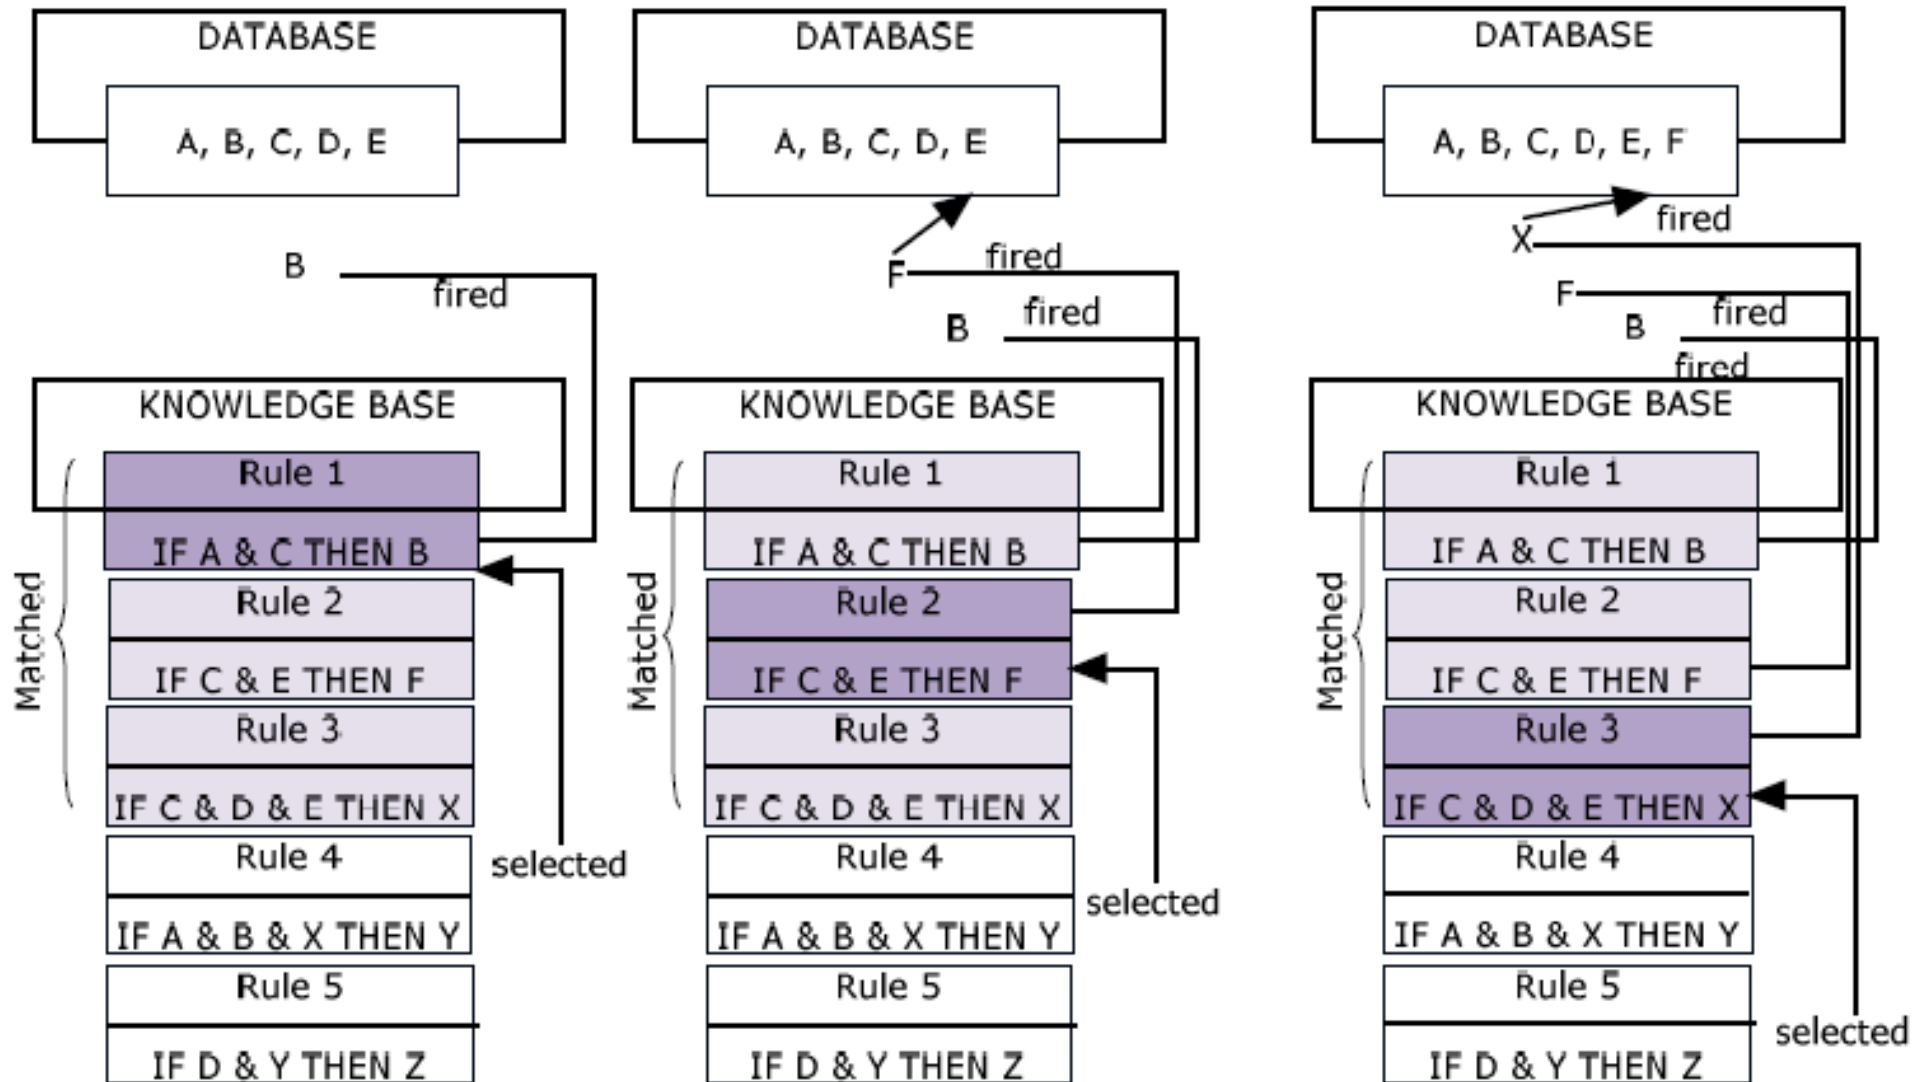 DATABASE
A, B, C, D, E
B
fired
KNOWLEDGE BASE
Matched
Rule 1
IF A & C THEN B
Rule 2
IF C & E THEN F
Rule 3
IF C & D & E THEN X
Rule 4
IF A & B & X THEN Y
Rule 5
IF D & Y THEN Z
selected
DATABASE
A, B, C, D, E
F
fired
B
fired
KNOWLEDGE BASE
Matched
Rule 1
IF A & C THEN B
Rule 2
IF C & E THEN F
Rule 3
IF C & D & E THEN X
Rule 4
IF A & B & X THEN Y
Rule 5
IF D & Y THEN Z
selected
DATABASE
A, B, C, D, E, F
fired
X
F
fired
B
fired
KNOWLEDGE BASE
Matched
Rule 1
IF A & C THEN B
Rule 2
IF C & E THEN F
Rule 3
IF C & D & E THEN X
Rule 4
IF A & B & X THEN Y
Rule 5
IF D & Y THEN Z
selected